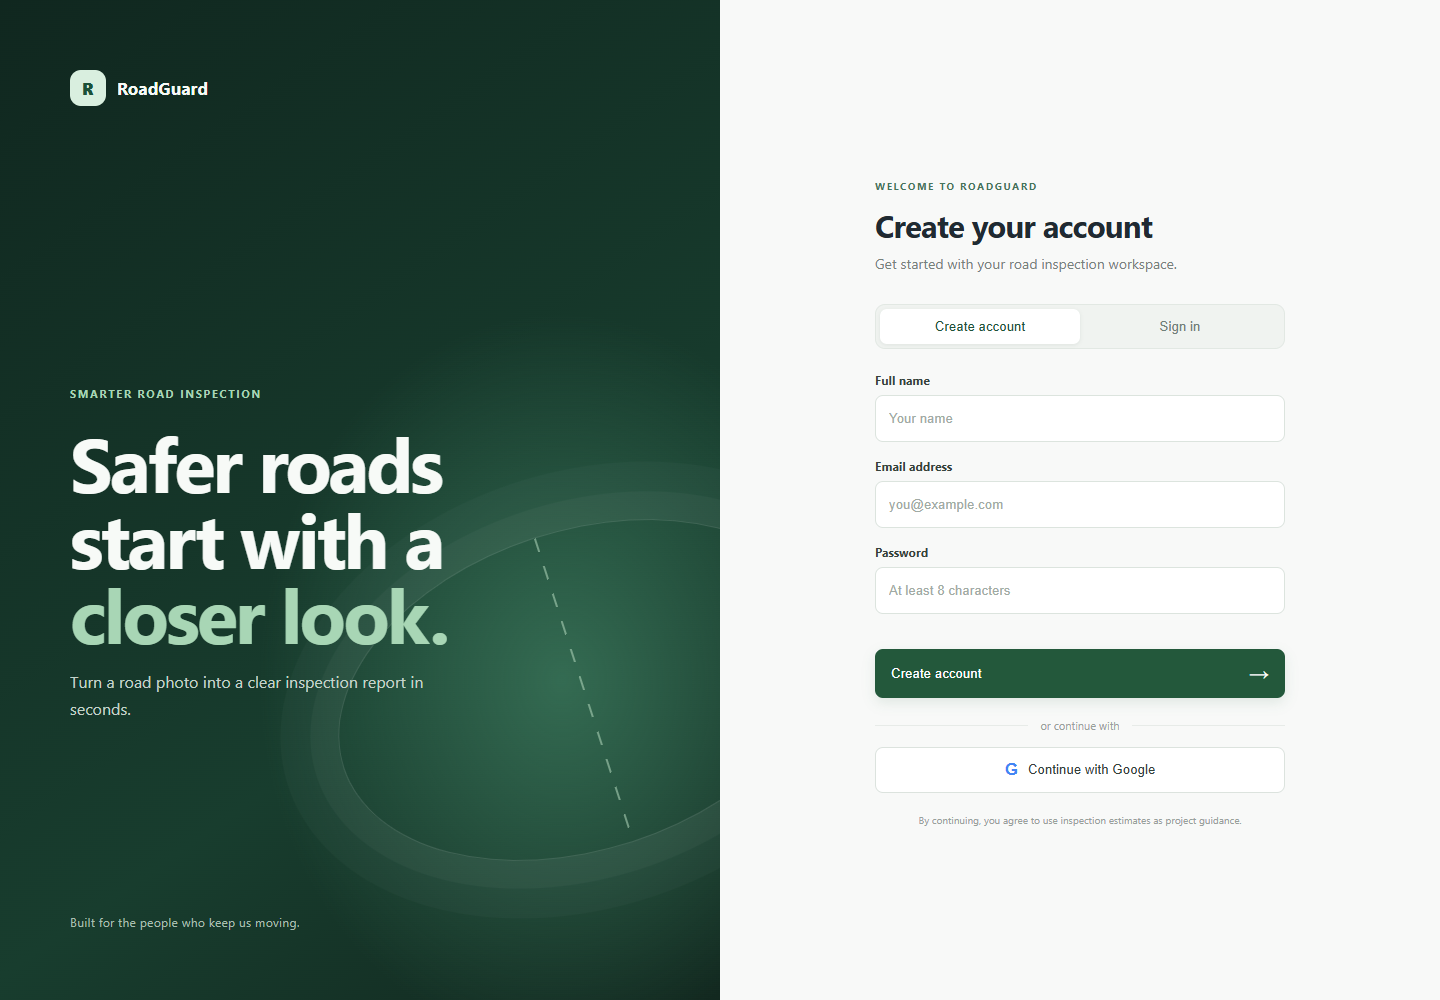 R RoadGuard
SMARTER ROAD INSPECTION
Safer roads
start with a
closer look.
Turn a road photo into a clear inspection report in
seconds.
Built for the people who keep us moving.
WELCOME TO ROADGUARD
Create your account
Get started with your road inspection workspace.
Create account Sign in
Full name
Your name
Email address
you@example.com
Password
At least 8 characters
Create account →
or continue with
G Continue with Google
By continuing, you agree to use inspection estimates as project guidance.